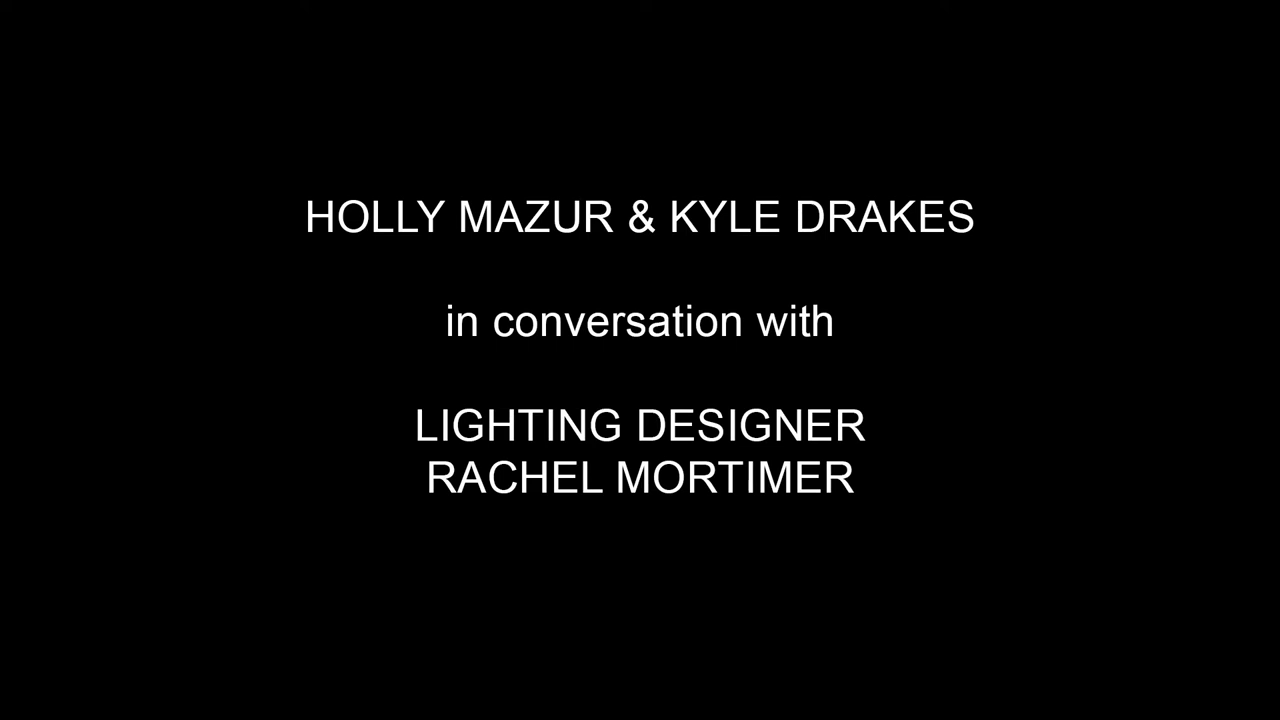 HOLLY MAZUR & KYLE DRAKES
in conversation with
LIGHTING DESIGNER
RACHEL MORTIMER